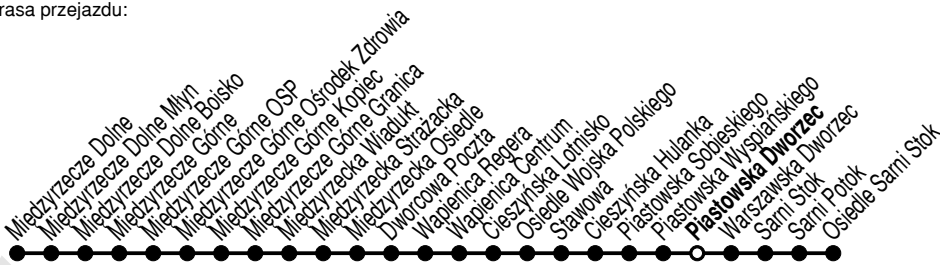 rasa przejazdu:
Międzyrzecze Dolne
Międzyrzecze Dolne Młyn
Międzyrzecze Dolne Boisko
Międzyrzecze Górne
Międzyrzecze Górne OSP
Międzyrzecze Górne Ośrodek Zdrowia
Międzyrzecze Górne Kopiec
Międzyrzecze Górne Granica
Międzyrzecka Wiadukt
Międzyrzecka Strażacka
Międzyrzecka Osiedle
Dworcowa Poczta
Wapienica Regera
Wapienica Centrum
Cieszyńska Lotnisko
Osiedle Wojska Polskiego
Stawowa
Cieszyńska Hulanka
Piastowska Sobieskiego
Piastowska Wyspiańskiego
Piastowska Dworzec
Warszawska Dworzec
Sarni Stok
Sarni Potok
Osiedle Sarni Stok